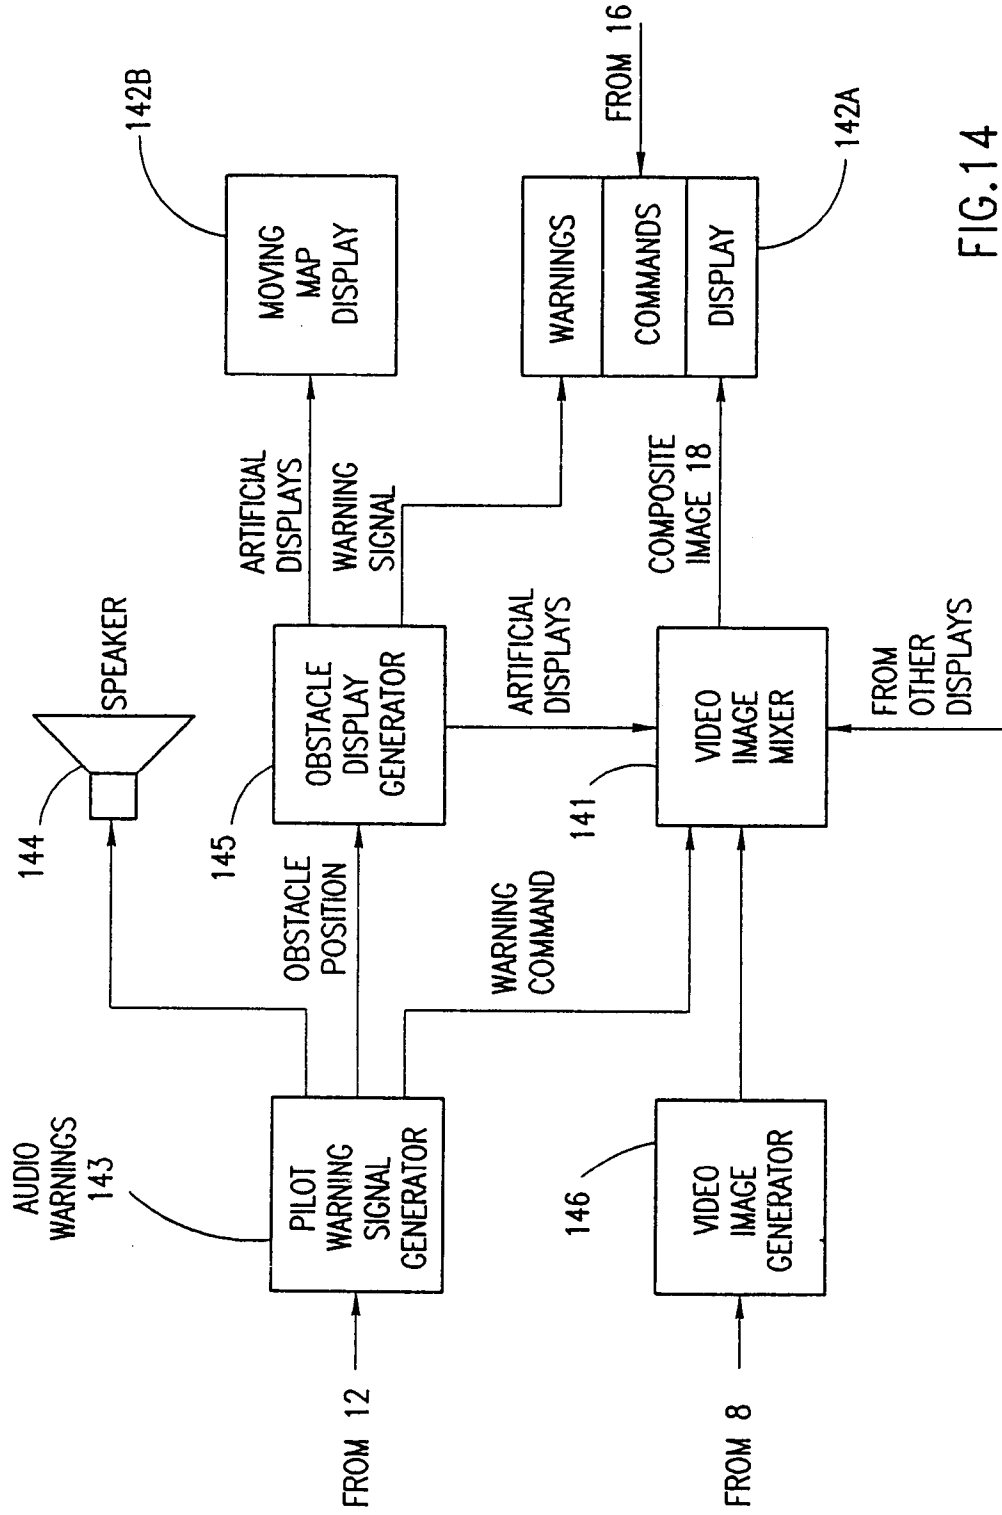 AUDIO
WARNINGS
143
144
SPEAKER
142B
FROM 12
PILOT
WARNING
SIGNAL
GENERATOR
OBSTACLE
POSITION
145
OBSTACLE
DISPLAY
GENERATOR
ARTIFICIAL
DISPLAYS
WARNING
SIGNAL
MOVING
MAP
DISPLAY
WARNING
COMMAND
ARTIFICIAL
DISPLAYS
WARNINGS
COMMANDS
DISPLAY
FROM 16
FROM 8
146
VIDEO
IMAGE
GENERATOR
141
VIDEO
IMAGE
MIXER
COMPOSITE
IMAGE 18
142A
FROM
OTHER
DISPLAYS
FIG.14